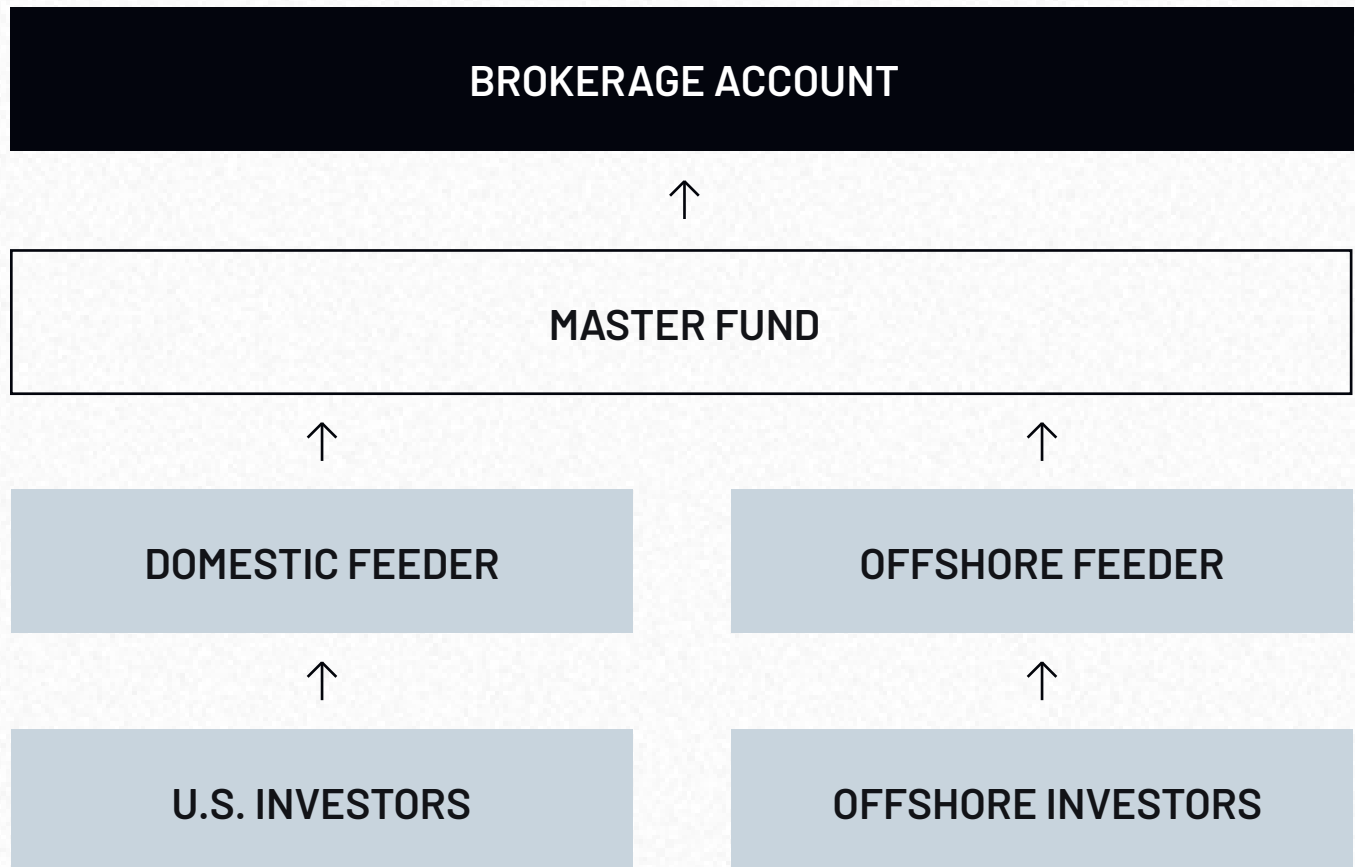 BROKERAGE ACCOUNT
MASTER FUND
DOMESTIC FEEDER
OFFSHORE FEEDER
U.S. INVESTORS
OFFSHORE INVESTORS